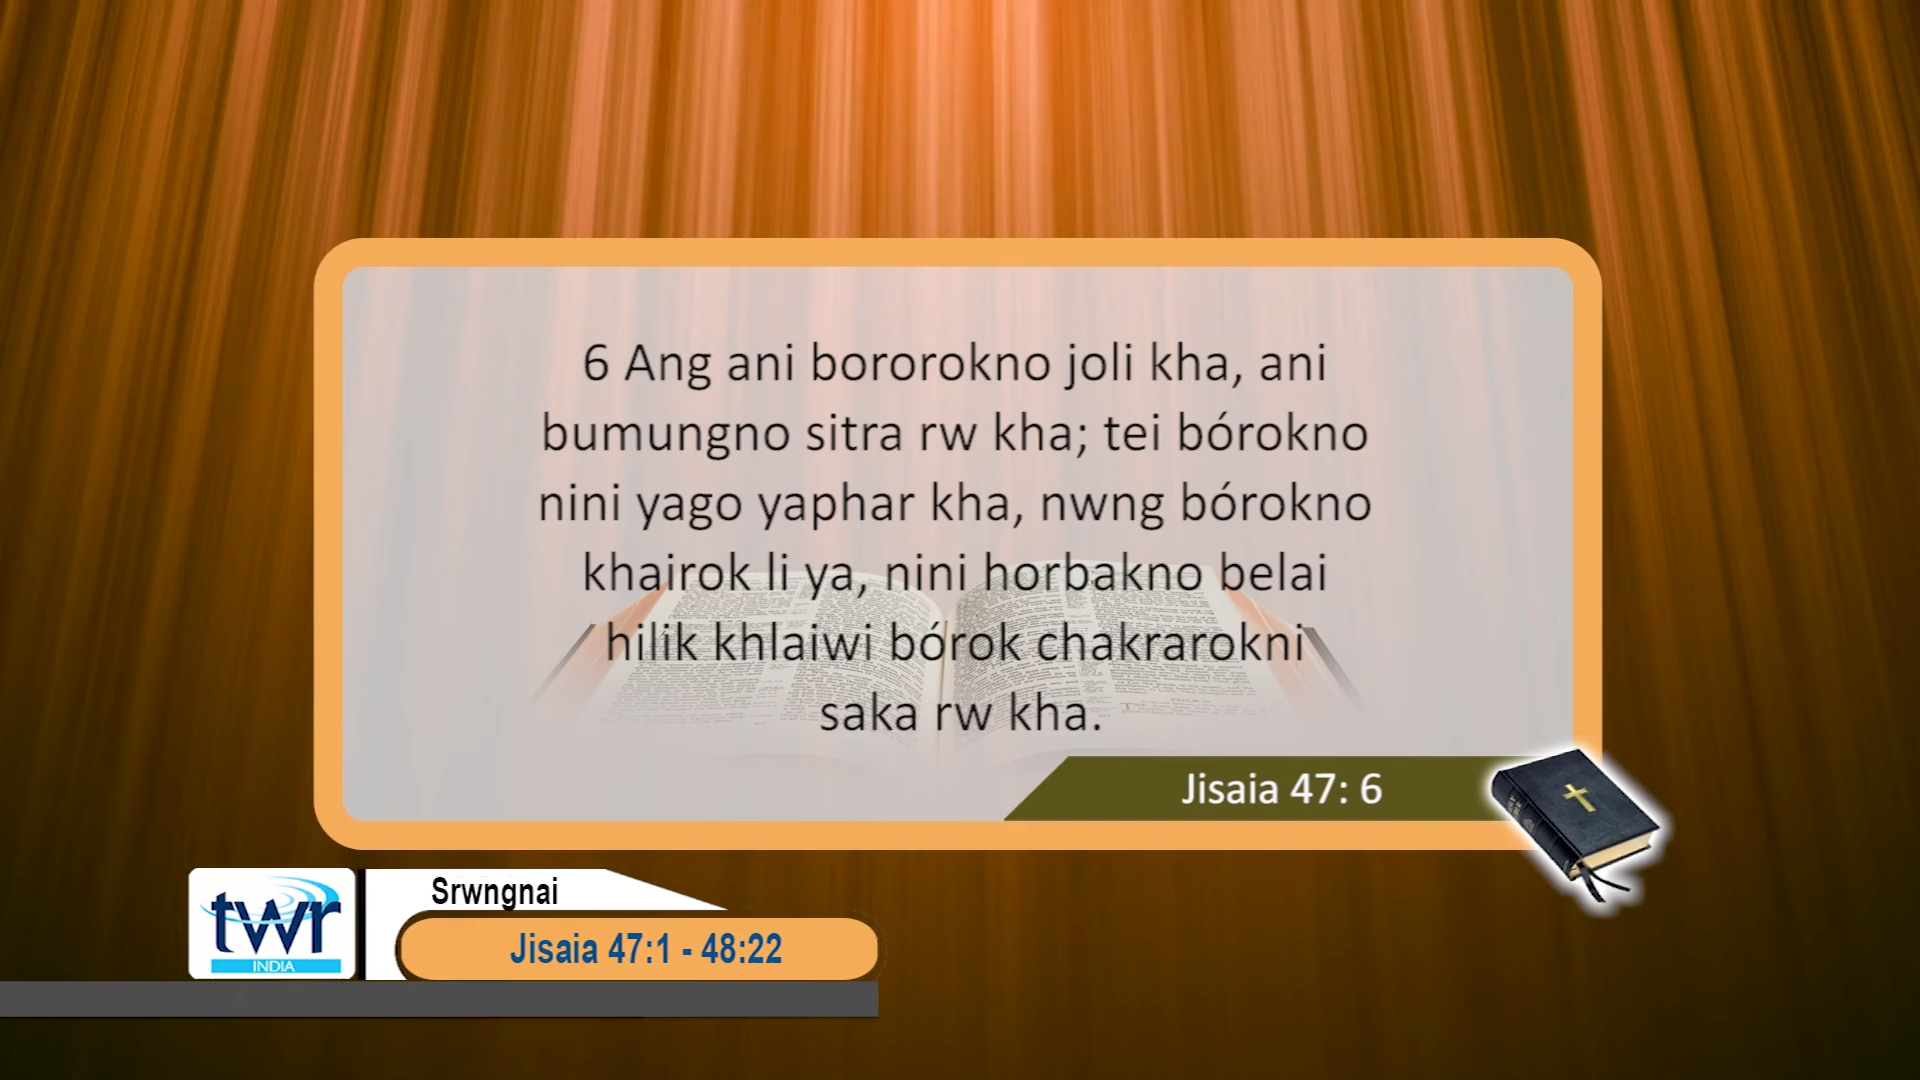 6 Ang ani bororokno joli kha, ani
bumungno sitra rw kha; tei bórokno
nini yago yaphar kha, nwng bórokno
khairok li ya, nini horbakno belai
hilik khlaiwi bórok chakrarokni
saka rw kha.
Jisaia 47: 6
twr
INDIA
Srwngnai
Jisaia 47:1 - 48:22